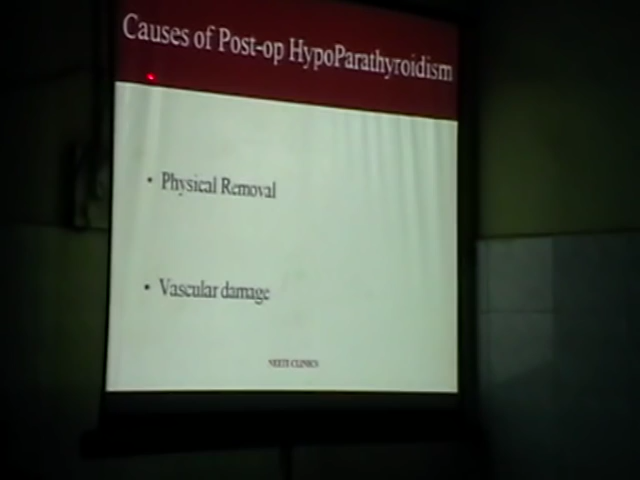 Causes of Post-op HypoParathyroidism
• Physical Removal
• Vascular damage
NEETI CLINICS